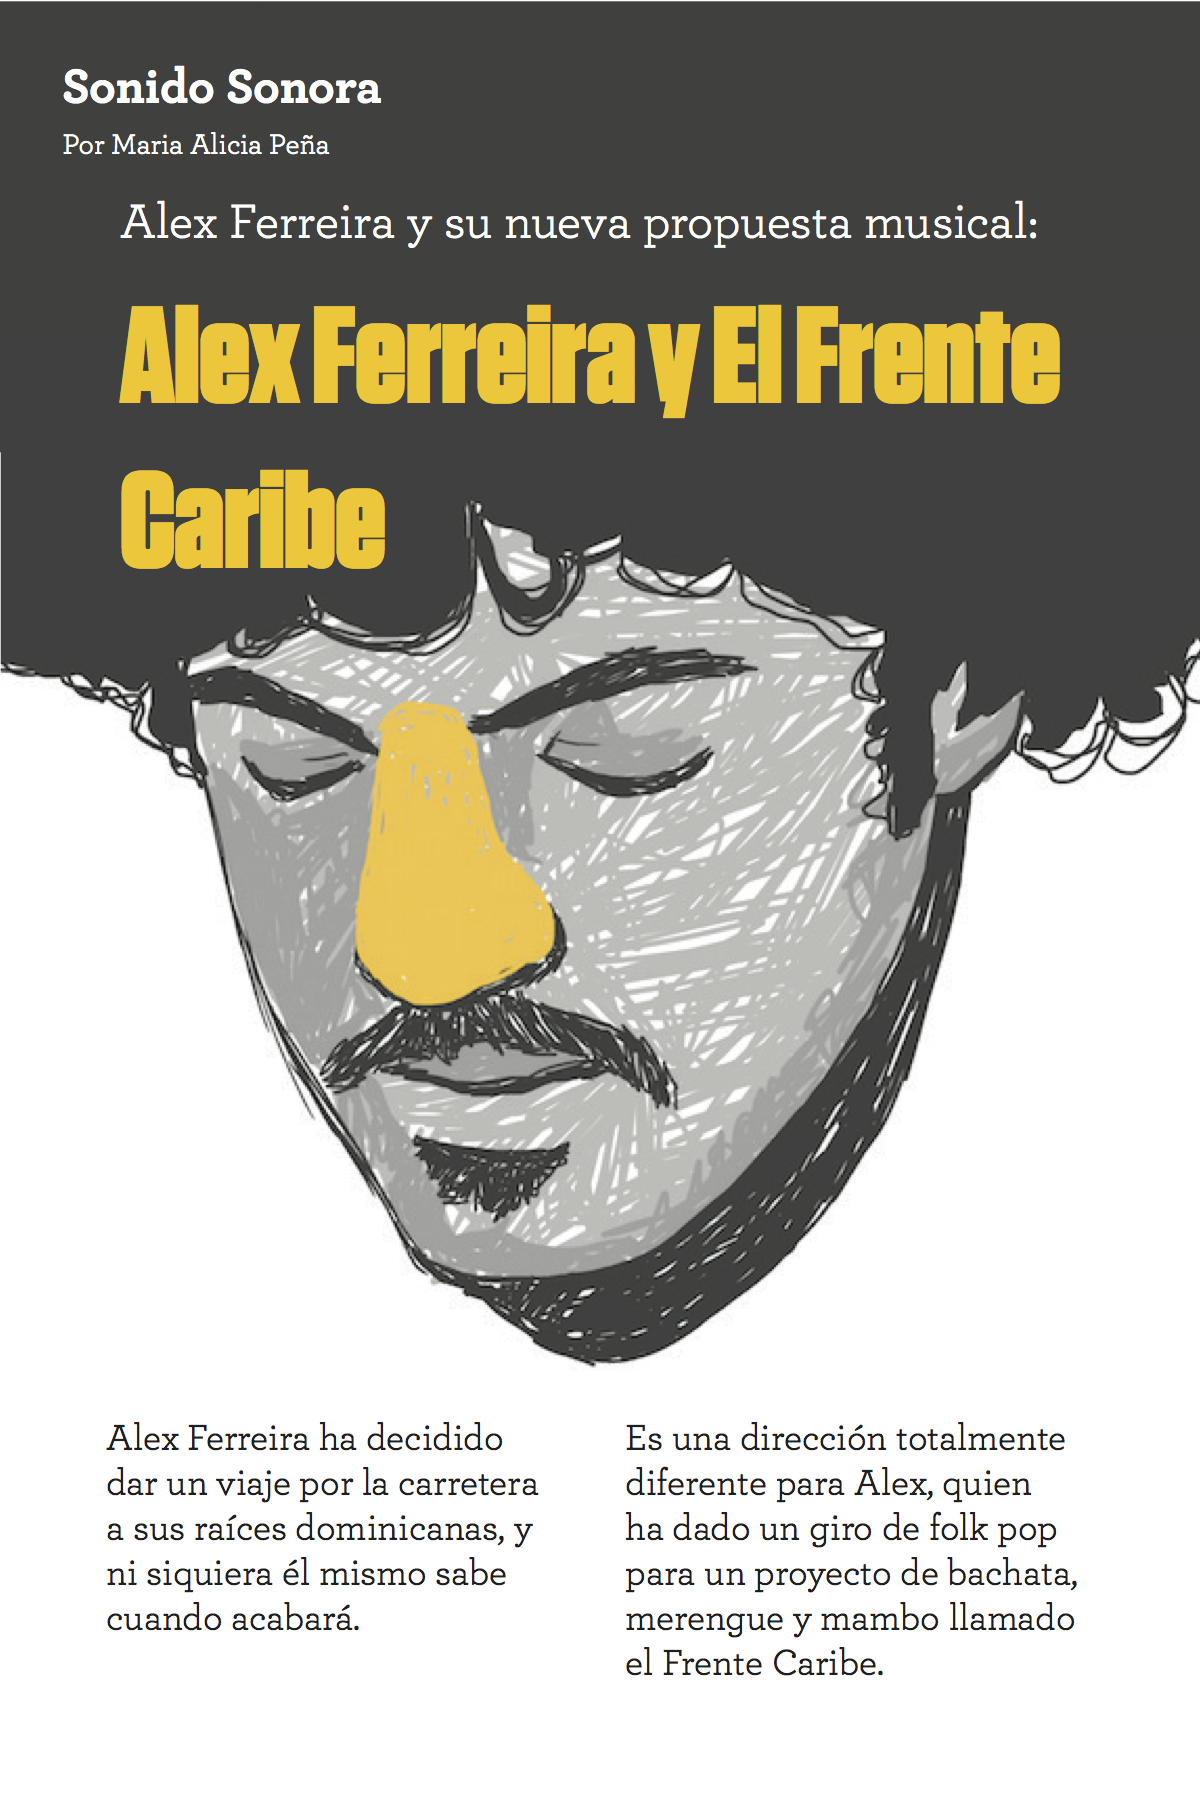 Sonido Sonora
Por Maria Alicia Peña
Alex Ferreira y su nueva propuesta musical:
Alex Ferreira y El Frente
Caribe
Alex Ferreira ha decidido
dar un viaje por la carretera
a sus raíces dominicanas, y
ni siquiera él mismo sabe
cuando acabará.
Es una dirección totalmente
diferente para Alex, quien
ha dado un giro de folk pop
para un proyecto de bachata,
merengue y mambo llamado
el Frente Caribe.